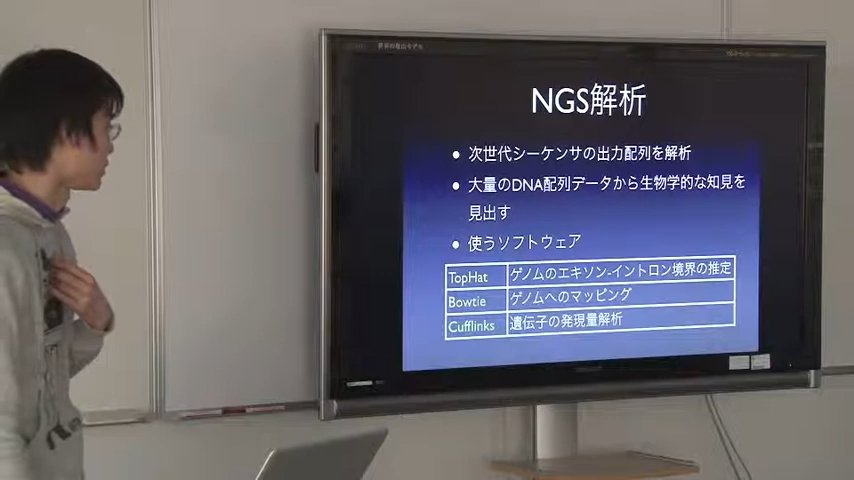 NGS解析
• 次世代シーケンサの出力配列を解析
• 大量のDNA配列データから生物学的な知見を
見出す
• 使うソフトウェア
TopHat ゲノムのエキソン-イントロン境界の推定
Bowtie ゲノムへのマッピング
Cufflinks 遺伝子の発現量解析